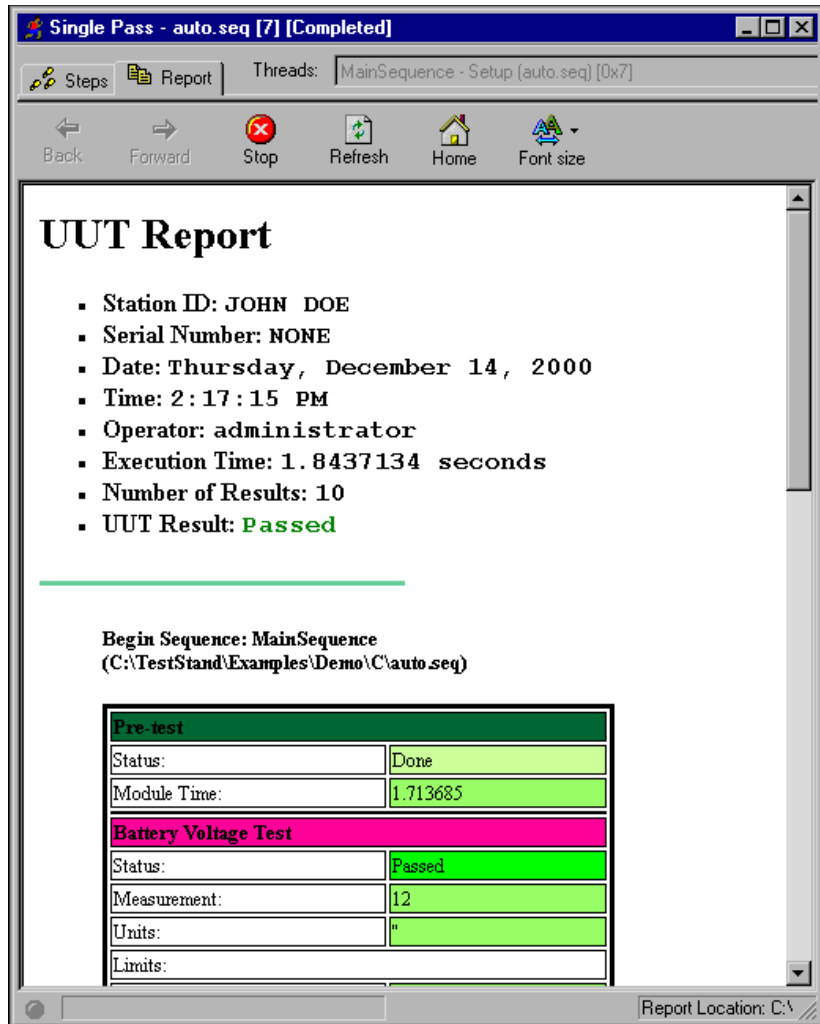 Single Pass - auto.seq [7] [Completed]
Steps Report Threads: MainSequence - Setup (auto.seq) [0x7]
Back Forward Stop Refresh Home Font size
UUT Report
Station ID: JOHN DOE
Serial Number: NONE
Date: Thursday, December 14, 2000
Time: 2:17:15 PM
Operator: administrator
Execution Time: 1.8437134 seconds
Number of Results: 10
UUT Result: Passed
Begin Sequence: MainSequence
(C:\TestStand\Examples\Demo\C\auto.seq)
Pre-test
Status: Done
Module Time: 1.713685
Battery Voltage Test
Status: Passed
Measurement: 12
Units: "
Limits:
Report Location: C:\